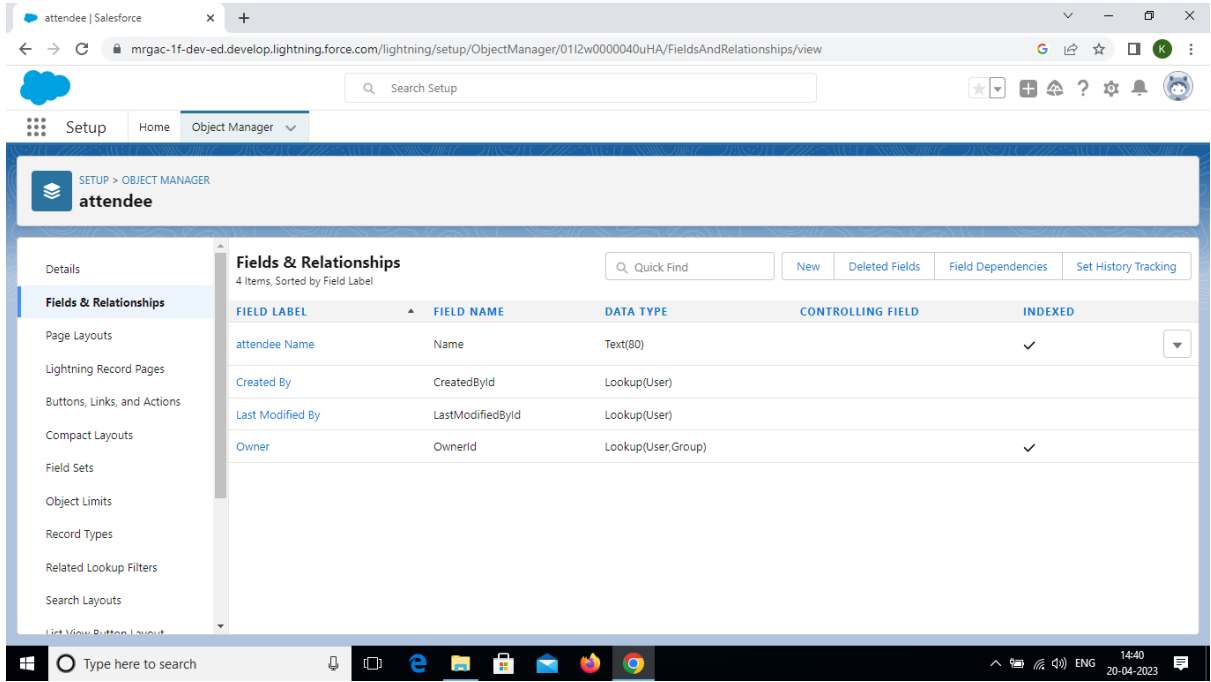 attendee | Salesforce
mrgac-1f-dev-ed.develop.lightning.force.com/lightning/setup/ObjectManager/01I2w0000040uHA/FieldsAndRelationships/view
G
K
Search Setup
Setup Home Object Manager
SETUP > OBJECT MANAGER
attendee
Details
Fields & Relationships
Page Layouts
Lightning Record Pages
Buttons, Links, and Actions
Compact Layouts
Field Sets
Object Limits
Record Types
Related Lookup Filters
Search Layouts
List View Button Layout
Fields & Relationships
4 Items, Sorted by Field Label
Quick Find New Deleted Fields Field Dependencies Set History Tracking
FIELD LABEL FIELD NAME DATA TYPE CONTROLLING FIELD INDEXED
attendee Name Name Text(80)
Created By CreatedById Lookup(User)
Last Modified By LastModifiedById Lookup(User)
Owner OwnerId Lookup(User,Group)
Type here to search
ENG
14:40
20-04-2023